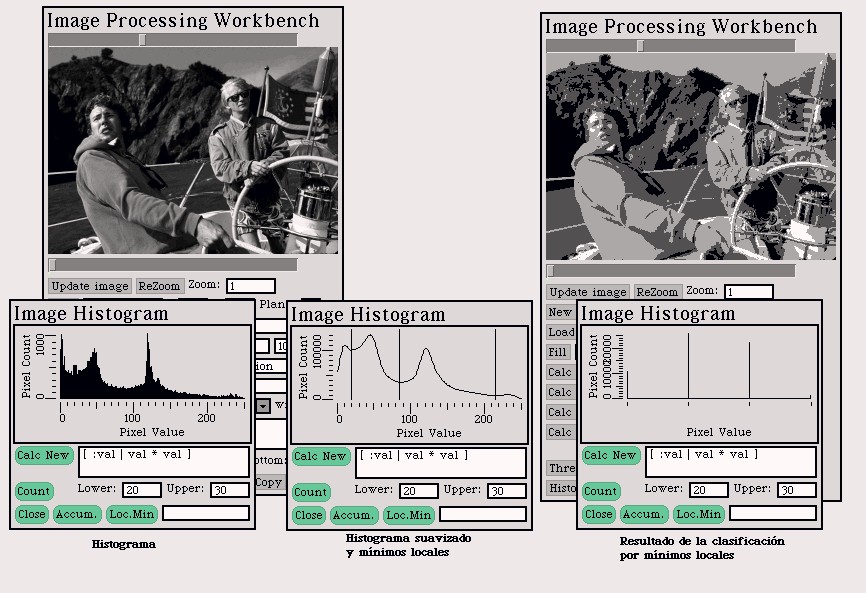 Image Processing Workbench
Update image ReZoom Zoom: 1
Plan
10
ion
W
ottom:
Copy
Image Histogram
Pixel Count
0 1000
0 100 200
Pixel Value
Calc New [ :val | val * val ]
Count Lower: 20 Upper: 30
Close Accum. Loc.Min
Histograma
Image Histogram
Pixel Count
0 100000
0 100 200
Pixel Value
Calc New [ :val | val * val ]
Count Lower: 20 Upper: 30
Close Accum. Loc.Min
Histograma suavizado
y mínimos locales
Image Processing Workbench
Update image ReZoom Zoom: 1
New
Load
Fill
Calc
Calc
Calc
Calc
Thre
Histo
Image Histogram
Pixel Count
Pixel Value
Calc New [ :val | val * val ]
Count Lower: 20 Upper: 30
Close Accum. Loc.Min
Resultado de la clasificación
por mínimos locales